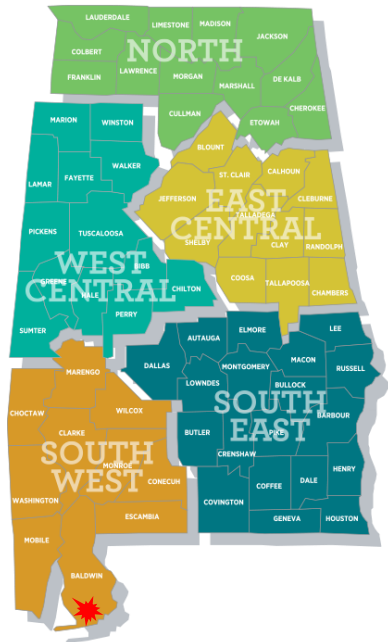 LAUDERDALE
LIMESTONE
MADISON
JACKSON
COLBERT
NORTH
FRANKLIN
LAWRENCE
MORGAN
MARSHALL
DE KALB
CHEROKEE
CULLMAN
ETOWAH
MARION
WINSTON
WALKER
FAYETTE
LAMAR
PICKENS
TUSCALOOSA
WEST
CENTRAL
BIBB
GREENE
HALE
CHILTON
PERRY
SUMTER
BLOUNT
ST. CLAIR
CALHOUN
JEFFERSON
CLEBURNE
EAST
CENTRAL
TALLADEGA
SHELBY
CLAY
RANDOLPH
COOSA
TALLAPOOSA
CHAMBERS
AUTAUGA
ELMORE
LEE
DALLAS
MONTGOMERY
MACON
RUSSELL
LOWNDES
BULLOCK
SOUTH
EAST
BARBOUR
BUTLER
PIKE
CRENSHAW
HENRY
COFFEE
DALE
COVINGTON
GENEVA
HOUSTON
MARENGO
CHOCTAW
WILCOX
CLARKE
SOUTH
WEST
MONROE
CONECUH
WASHINGTON
ESCAMBIA
MOBILE
BALDWIN